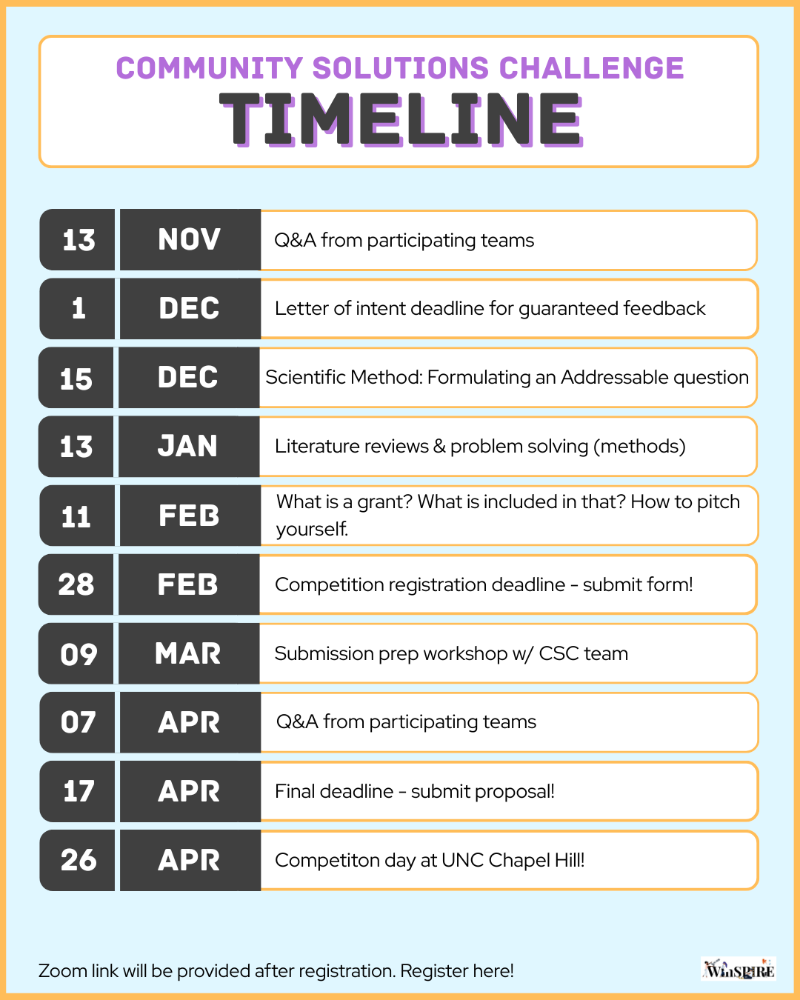 COMMUNITY SOLUTIONS CHALLENGE
TIMELINE
13 NOV Q&A from participating teams
1 DEC Letter of intent deadline for guaranteed feedback
15 DEC Scientific Method: Formulating an Addressable question
13 JAN Literature reviews & problem solving (methods)
11 FEB What is a grant? What is included in that? How to pitch
yourself.
28 FEB Competition registration deadline - submit form!
09 MAR Submission prep workshop w/ CSC team
07 APR Q&A from participating teams
17 APR Final deadline - submit proposal!
26 APR Competiton day at UNC Chapel Hill!
Zoom link will be provided after registration. Register here!
WinSPIRE